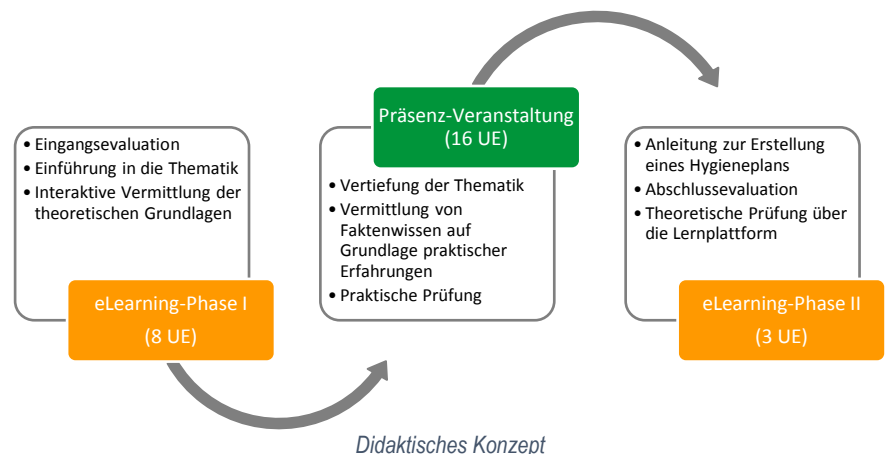 • Eingangsevaluation
• Einführung in die Thematik
• Interaktive Vermittlung der
theoretischen Grundlagen
eLearning-Phase I
(8 UE)
Präsenz-Veranstaltung
(16 UE)
• Vertiefung der Thematik
• Vermittlung von
Faktenwissen auf
Grundlage praktischer
Erfahrungen
• Praktische Prüfung
• Anleitung zur Erstellung
eines Hygieneplans
• Abschlussevaluation
• Theoretische Prüfung über
die Lernplattform
eLearning-Phase II
(3 UE)
Didaktisches Konzept